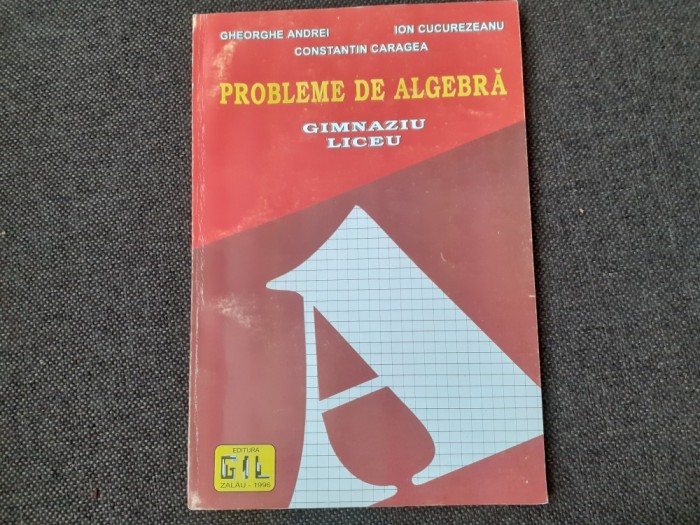 GHEORGHE ANDREI ION CUCUREZEANU
CONSTANTIN CARAGEA
PROBLEME DE ALGEBRĂ
GIMNAZIU
LICEU
EDITURA
GIL
ZALĂU - 1996